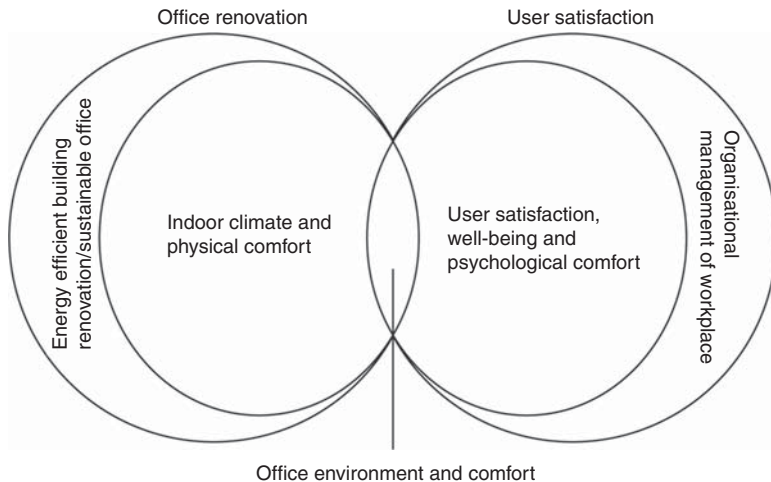 Office renovation
User satisfaction
Energy efficient building
renovation/sustainable office
Indoor climate and
physical comfort
User satisfaction,
well-being and
psychological comfort
Organisational
management of workplace
Office environment and comfort